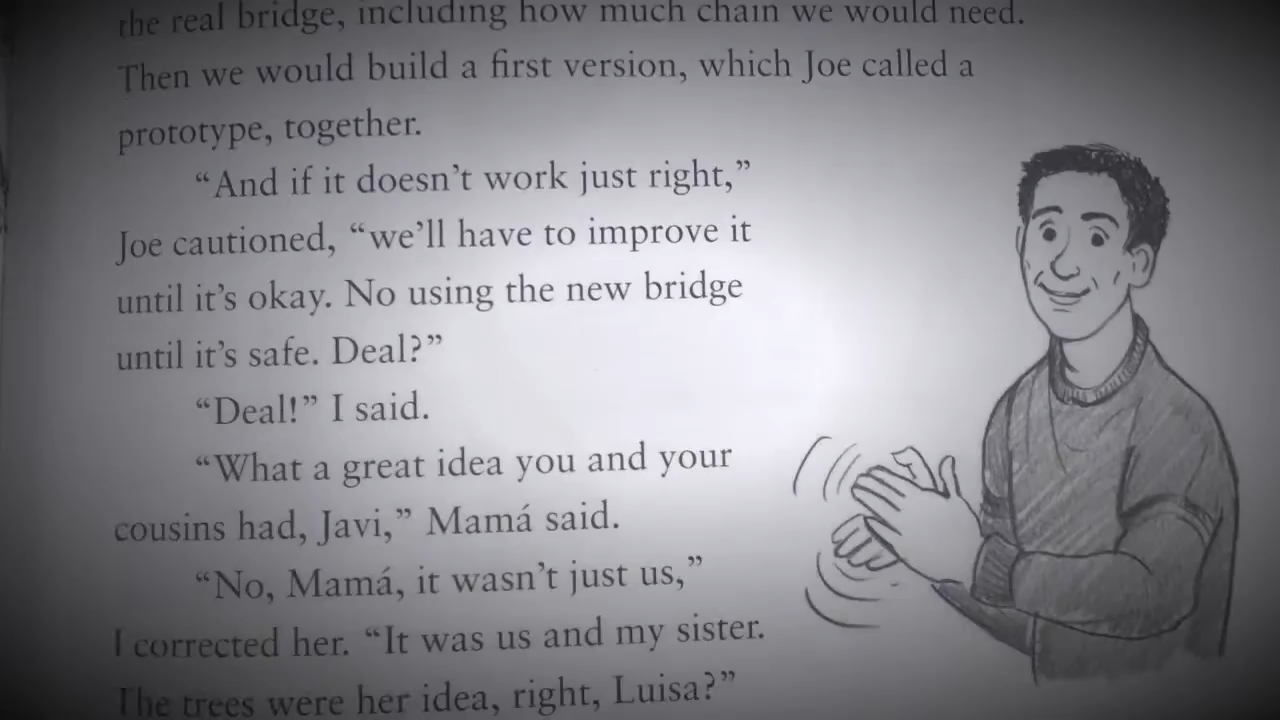 the real bridge, including how much chain we would need.
Then we would build a first version, which Joe called a
prototype, together.
“And if it doesn’t work just right,”
Joe cautioned, “we’ll have to improve it
until it’s okay. No using the new bridge
until it’s safe. Deal?”
“Deal!” I said.
“What a great idea you and your
cousins had, Javi,” Mamá said.
“No, Mamá, it wasn’t just us,”
I corrected her. “It was us and my sister.
The trees were her idea, right, Luisa?”